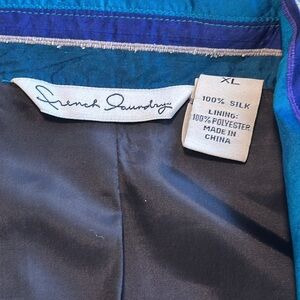 French Laundry
XL
100% SILK
LINING:
100% POLYESTER
MADE IN
CHINA